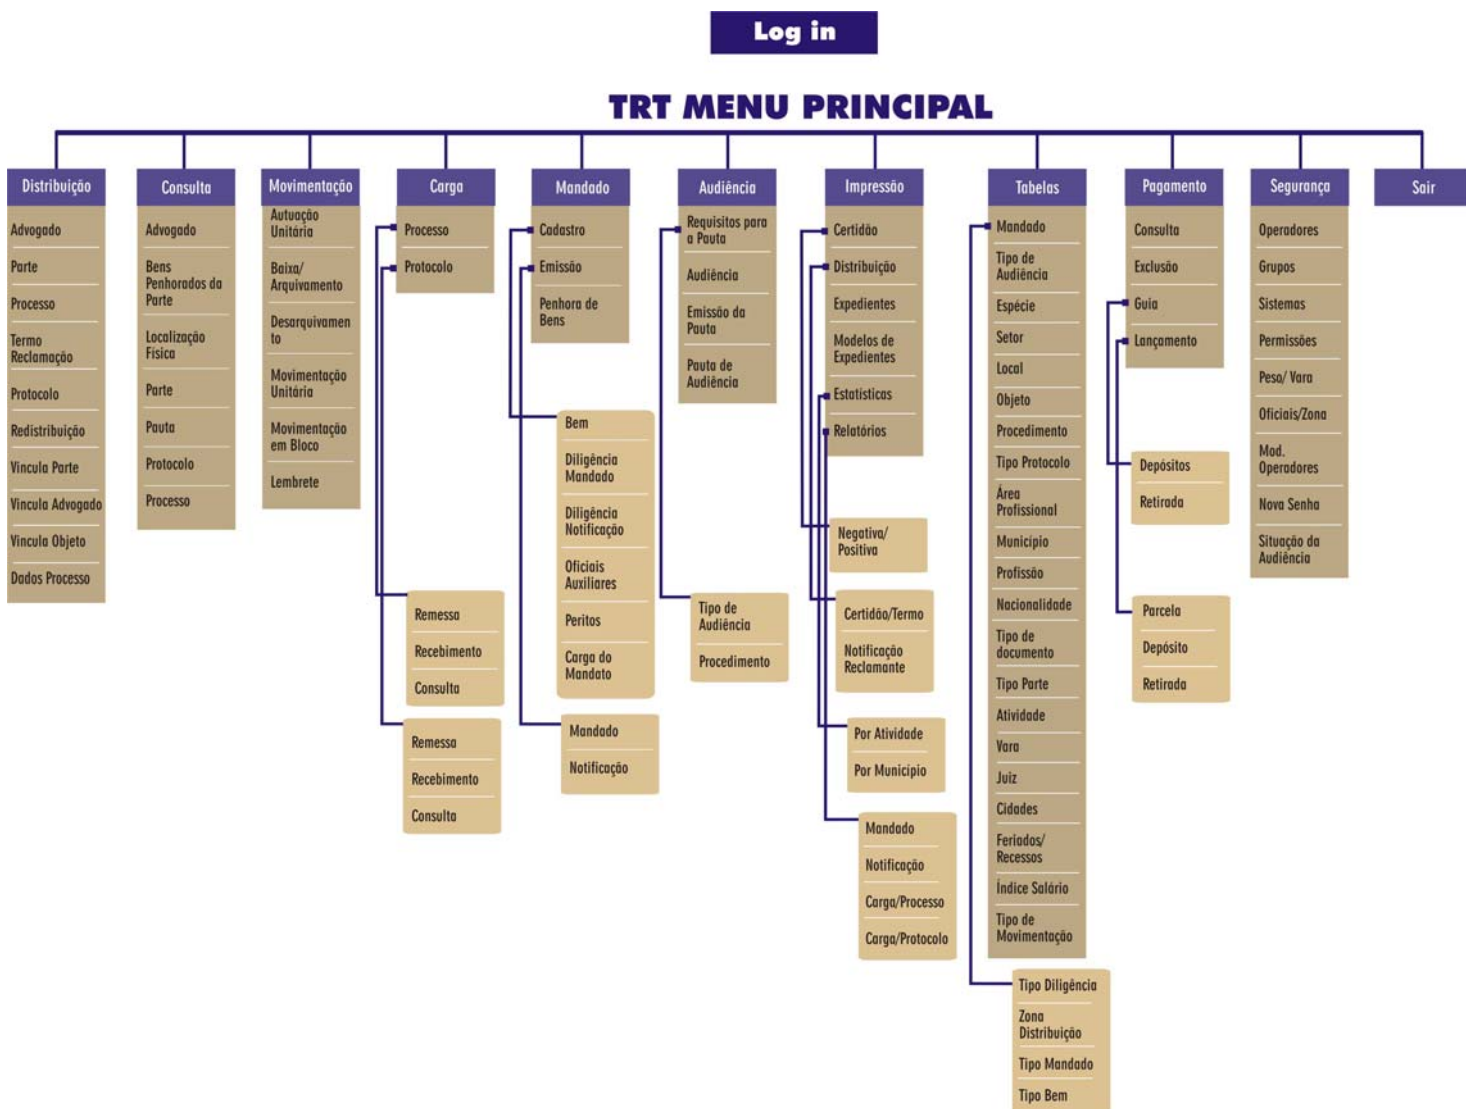 Log in
TRT MENU PRINCIPAL
Distribuição
Advogado
Parte
Processo
Termo
Reclamação
Protocolo
Redistribuição
Vincula Parte
Vincula Advogado
Vincula Objeto
Dados Processo
Consulta
Advogado
Bens
Penhorados da
Parte
Localização
Física
Parte
Pauta
Protocolo
Processo
Movimentação
Autuação
Unitária
Baixa/
Arquivamento
Desarquivamen
to
Movimentação
Unitária
Movimentação
em Bloco
Lembrete
Carga
Processo
Protocolo
Remessa
Recebimento
Consulta
Remessa
Recebimento
Consulta
Mandado
Cadastro
Emissão
Penhora de
Bens
Bem
Diligência
Mandado
Diligência
Notificação
Oficiais
Auxiliares
Peritos
Carga do
Mandato
Mandado
Notificação
Audiência
Requisitos para
a Pauta
Audiência
Emissão da
Pauta
Pauta de
Audiência
Tipo de
Audiência
Procedimento
Impressão
Certidão
Distribuição
Expedientes
Modelos de
Expedientes
Estatísticas
Relatórios
Negativa/
Positiva
Certidão/Termo
Notificação
Reclamante
Por Atividade
Por Município
Mandado
Notificação
Carga/Processo
Carga/Protocolo
Tabelas
Mandado
Tipo de
Audiência
Espécie
Setor
Local
Objeto
Procedimento
Tipo Protocolo
Área
Profissional
Município
Profissão
Nacionalidade
Tipo de
documento
Tipo Parte
Atividade
Vara
Juiz
Cidades
Feriados/
Recessos
Índice Salário
Tipo de
Movimentação
Tipo Diligência
Zona
Distribuição
Tipo Mandado
Tipo Bem
Pagamento
Consulta
Exclusão
Guia
Lançamento
Depósitos
Retirada
Parcela
Depósito
Retirada
Segurança
Operadores
Grupos
Sistemas
Permissões
Peso/ Vara
Oficiais/Zona
Mod.
Operadores
Nova Senha
Situação da
Audiência
Sair